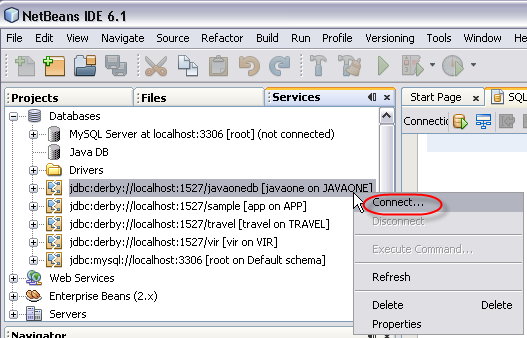 NetBeans IDE 6.1
File Edit View Navigate Source Refactor Build Run Profile Versioning Tools Window H
Projects Files Services Start Page SQL
Connectio
Databases
MySQL Server at localhost:3306 [root] (not connected)
Java DB
Drivers
jdbc:derby://localhost:1527/javaonedb [javaone on JAVAONE]
jdbc:derby://localhost:1527/sample [app on APP]
jdbc:derby://localhost:1527/travel [travel on TRAVEL]
jdbc:derby://localhost:1527/vir [vir on VIR]
jdbc:mysql://localhost:3306 [root on Default schema]
Web Services
Enterprise Beans (2.x)
Servers
Navigator
Connect...
Disconnect
Execute Command...
Refresh
Delete Delete
Properties